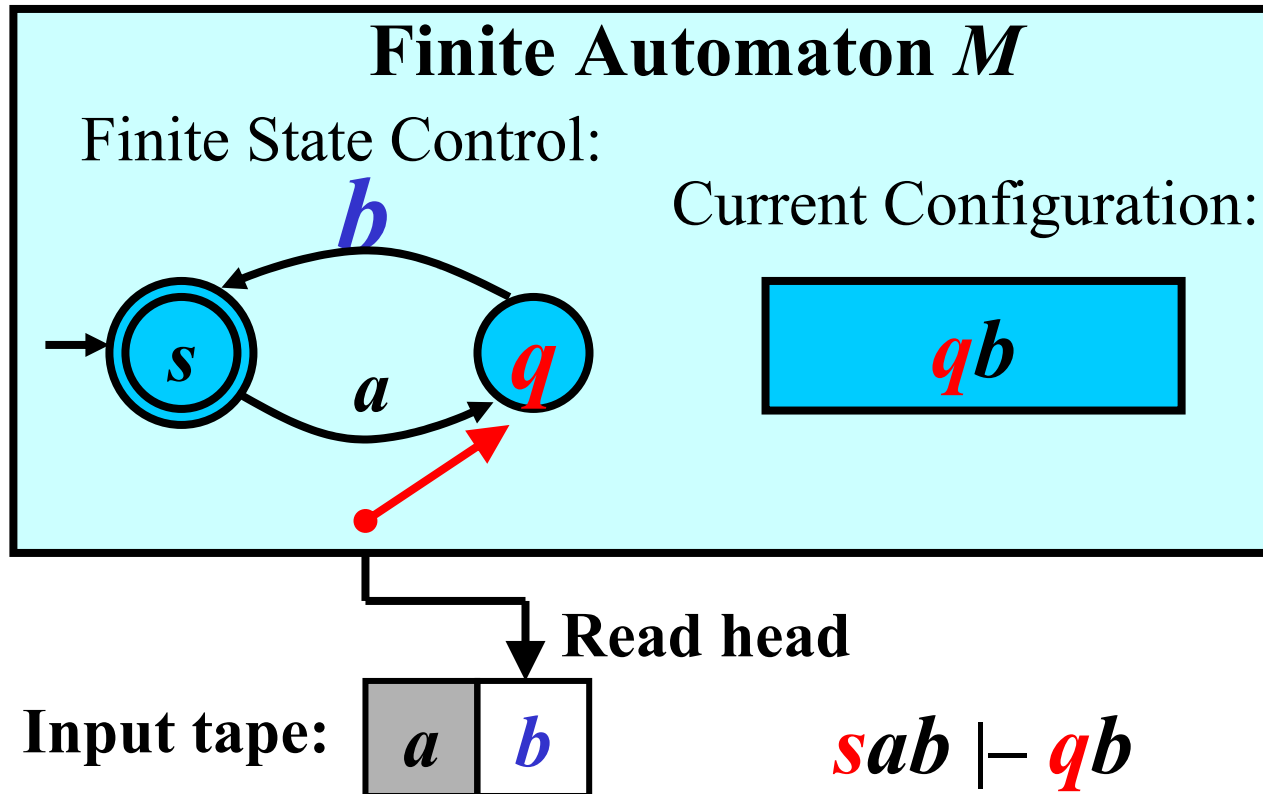 Finite Automaton M
Finite State Control:
b
Current Configuration:
s
q
qb
a
Read head
Input tape:
a
b
sab |– qb